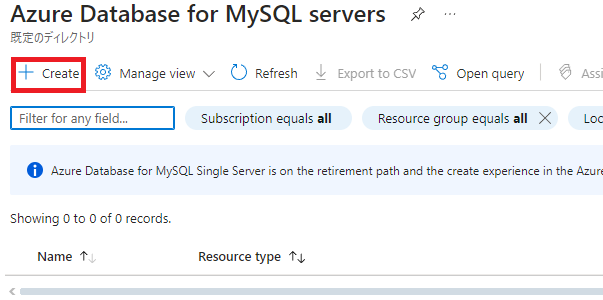 Azure Database for MySQL servers
既定のディレクトリ
Create Manage view Refresh Export to CSV Open query Assi
Filter for any field... Subscription equals all Resource group equals all Loc
Azure Database for MySQL Single Server is on the retirement path and the create experience in the Azure
Showing 0 to 0 of 0 records.
Name Resource type